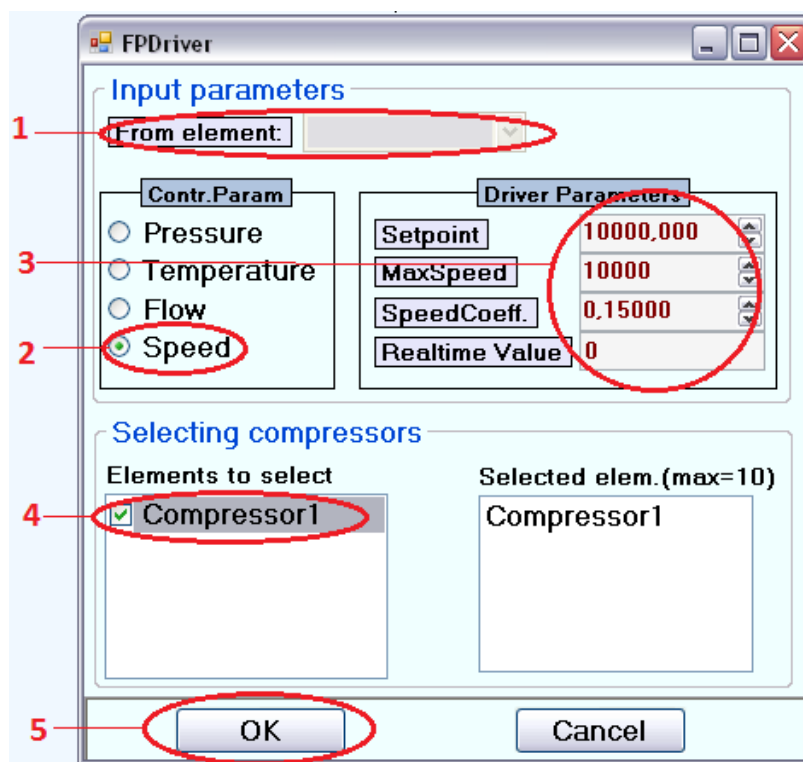 FPDriver
Input parameters
1
From element:
Contr.Param
Driver Parameters
Pressure
Setpoint
10000,000
3
Temperature
MaxSpeed
10000
Flow
SpeedCoeff.
0,15000
2
Speed
Realtime Value
0
Selecting compressors
Elements to select
Selected elem.(max=10)
4
Compressor1
Compressor1
5
OK
Cancel